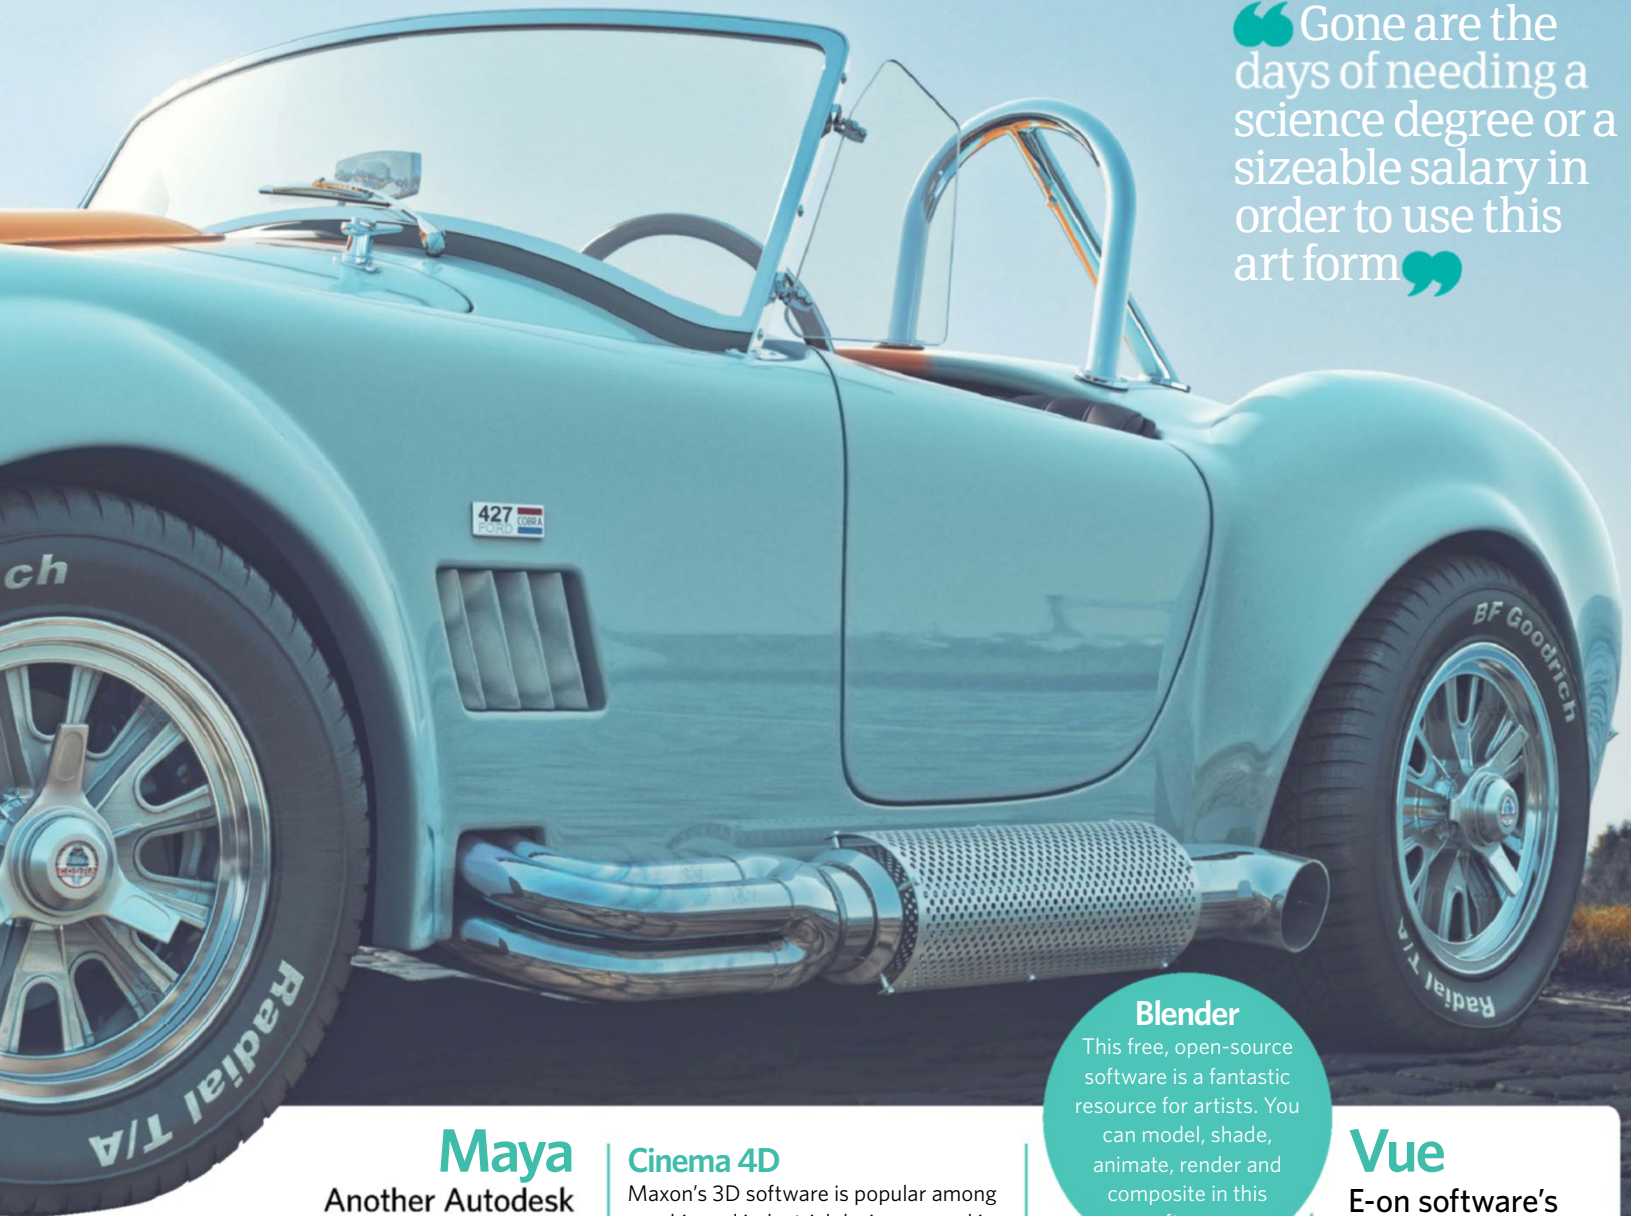 “Gone are the
days of needing a
science degree or a
sizeable salary in
order to use this
art form”
427
FORD
COBRA
ch
Radial T/A
COBRA
BF Goodrich
Radial T/A
Maya
Another Autodesk
Cinema 4D
Maxon's 3D software is popular among
Blender
This free, open-source
software is a fantastic
resource for artists. You
can model, shade,
animate, render and
composite in this
Vue
E-on software's